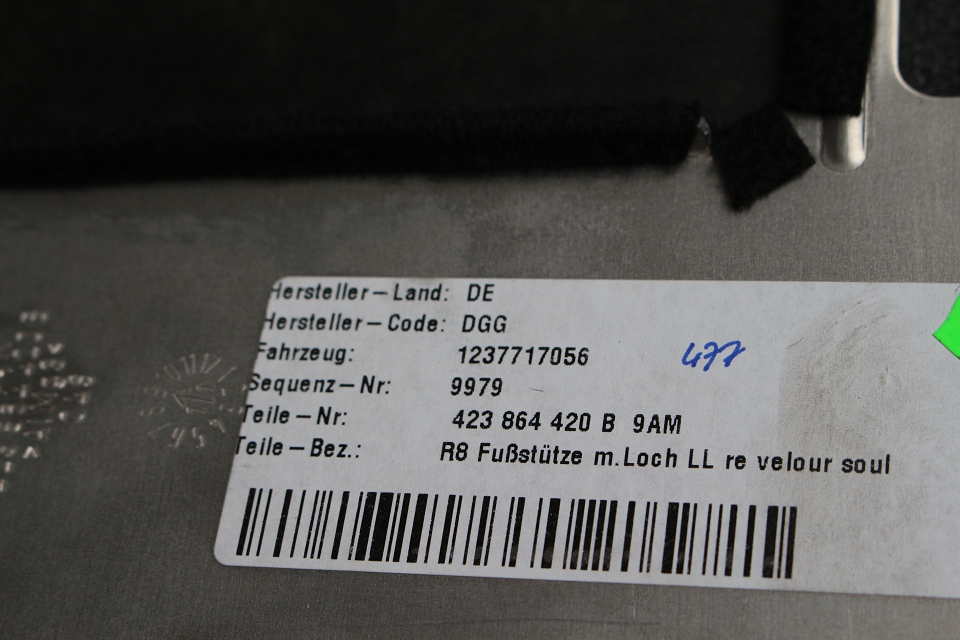 Hersteller-Land: DE
Hersteller-Code: DGG
Fahrzeug: 1237717056
477
Sequenz-Nr: 9979
Teile-Nr: 423 864 420 B 9AM
Teile-Bez.: R8 Fußstütze m.Loch LL re velour soul